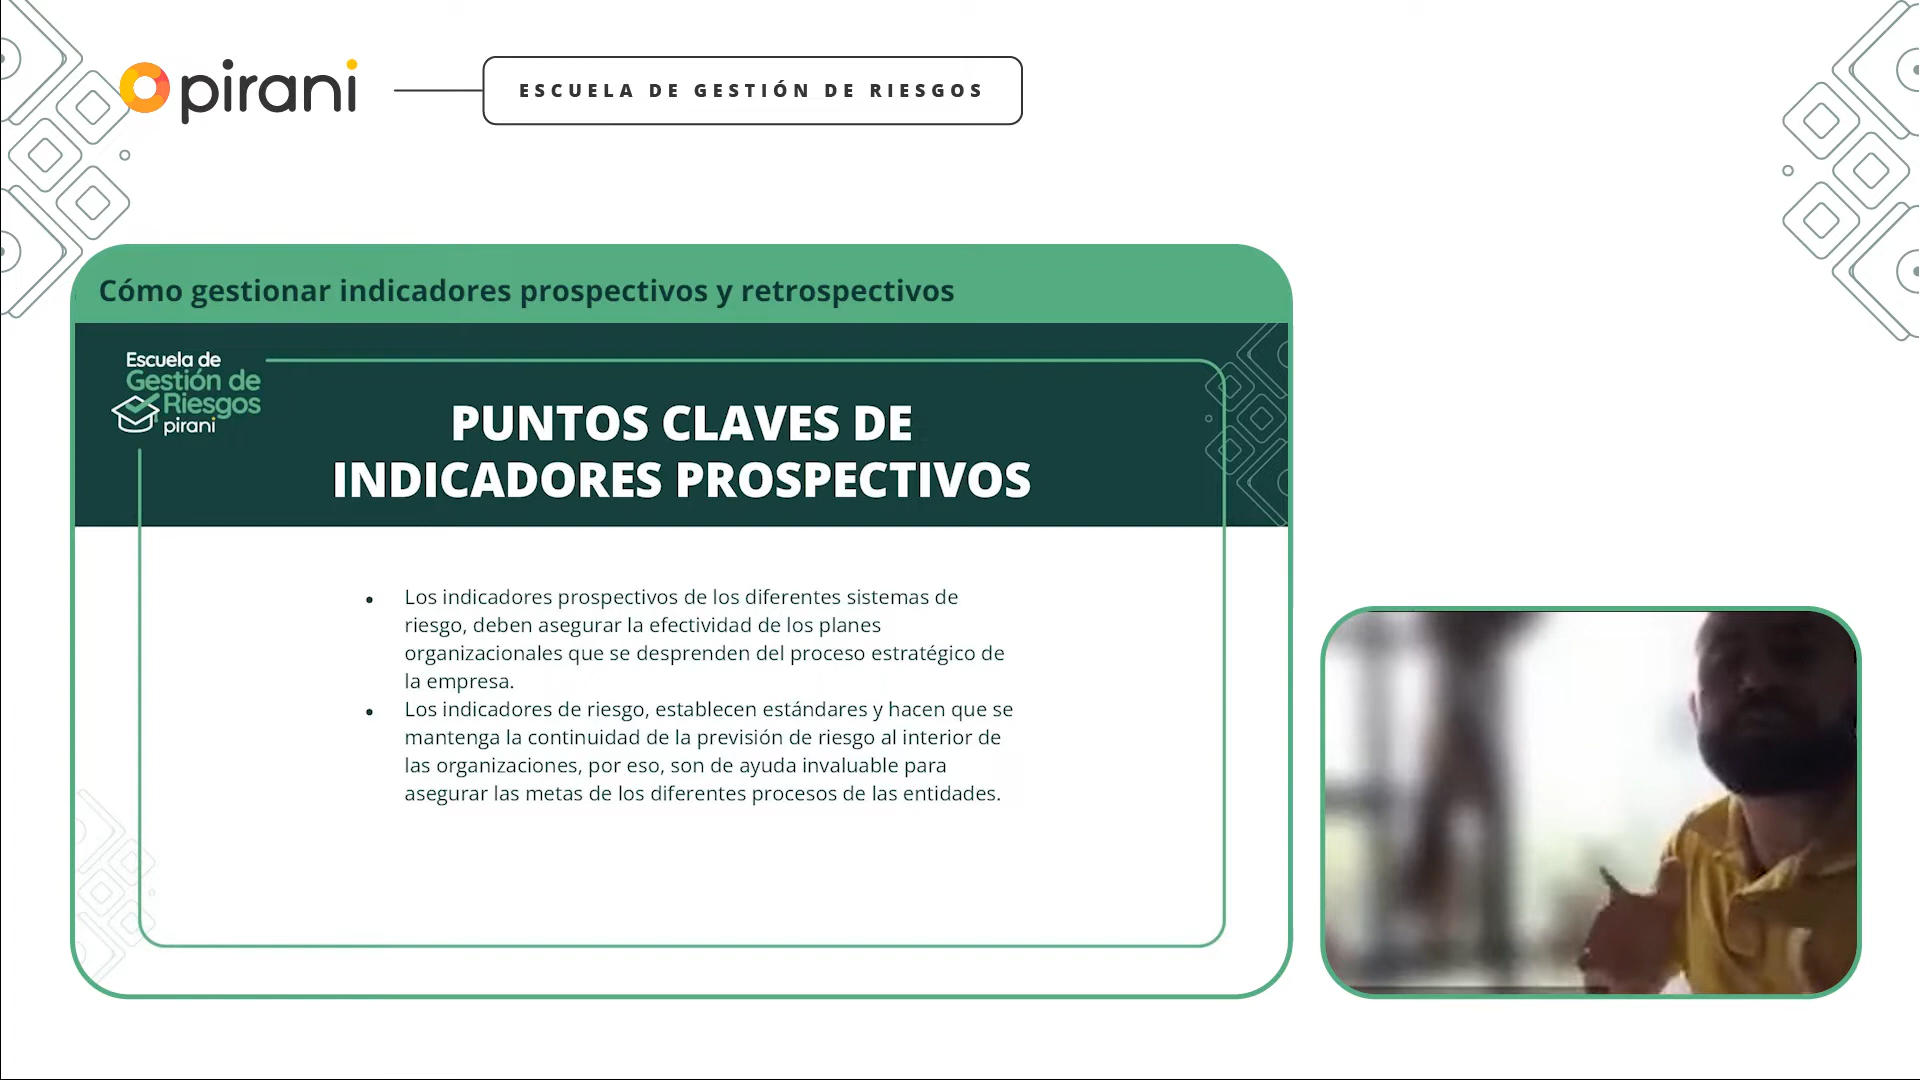 pirani
ESCUELA DE GESTIÓN DE RIESGOS
Cómo gestionar indicadores prospectivos y retrospectivos
Escuela de
Gestión de
Riesgos
pirani
PUNTOS CLAVES DE
INDICADORES PROSPECTIVOS
• Los indicadores prospectivos de los diferentes sistemas de
riesgo, deben asegurar la efectividad de los planes
organizacionales que se desprenden del proceso estratégico de
la empresa.
• Los indicadores de riesgo, establecen estándares y hacen que se
mantenga la continuidad de la previsión de riesgo al interior de
las organizaciones, por eso, son de ayuda invaluable para
asegurar las metas de los diferentes procesos de las entidades.